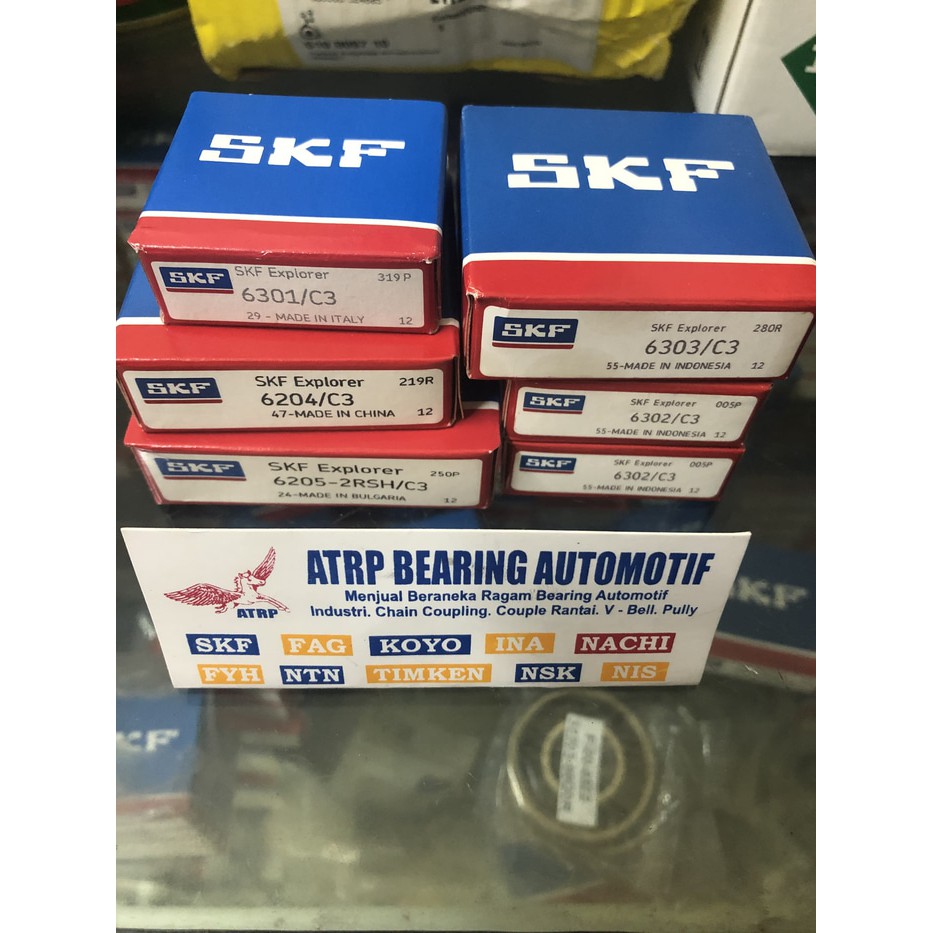 SKF
SKF
SKF
SKF Explorer
319 P
6301/C3
29 - MADE IN ITALY
12
SKF
SKF Explorer
219R
6204/C3
47-MADE IN CHINA
12
SKF
SKF Explorer
250P
6205-2RSH/C3
24-MADE IN BULGARIA
12
SKF
SKF Explorer
280R
6303/C3
55-MADE IN INDONESIA
12
SKF
SKF Explorer
005P
6302/C3
55-MADE IN INDONESIA
12
SKF
SKF Explorer
005P
6302/C3
55-MADE IN INDONESIA
12
ATRP
ATRP BEARING AUTOMOTIF
Menjual Beraneka Ragam Bearing Automotif
Industri. Chain Coupling. Couple Rantai. V - Bell. Pully
SKF FAG KOYO INA NACHI
FYH NTN TIMKEN NSK NIS